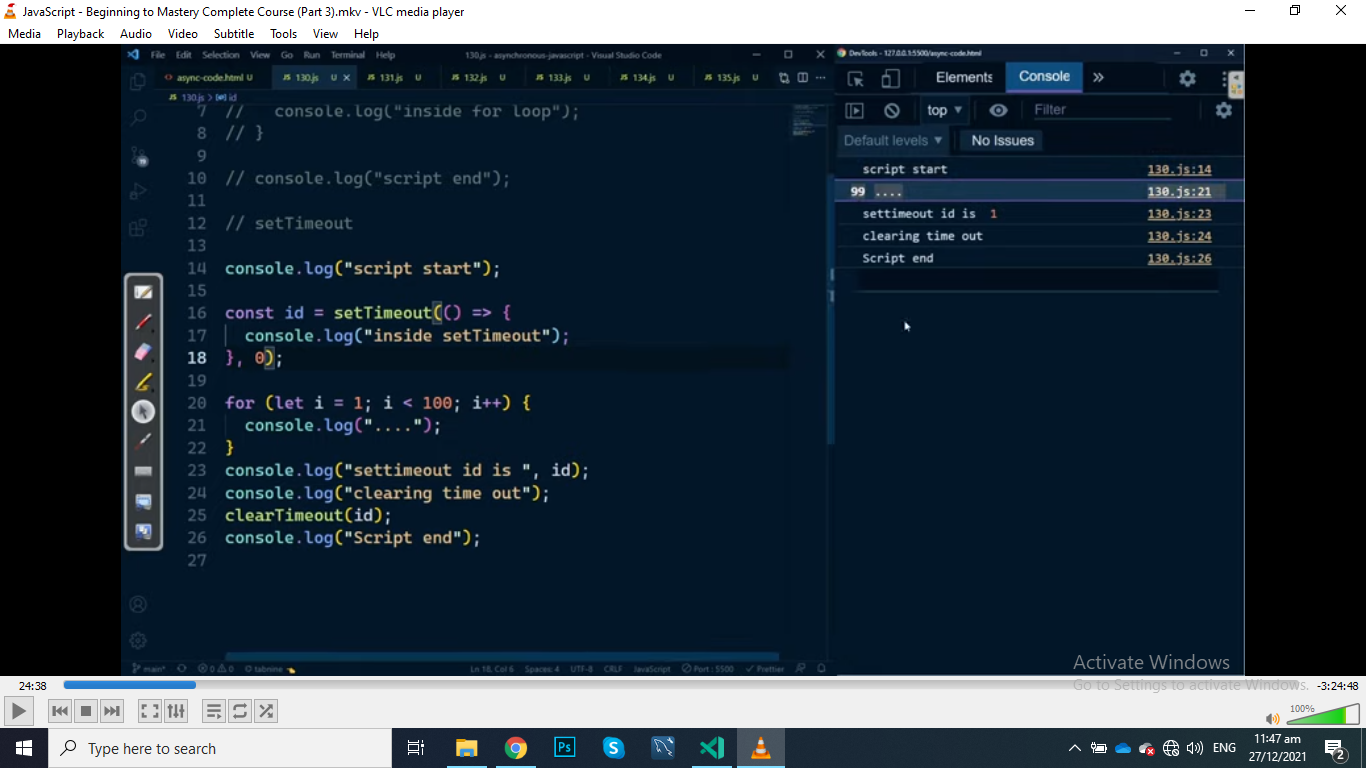 JavaScript - Beginning to Mastery Complete Course (Part 3).mkv - VLC media player
Media Playback Audio Video Subtitle Tools View Help
File Edit Selection View Go Run Terminal Help 130.js - asynchronous-javascript - Visual Studio Code
async-code.html U JS 130.js U JS 131.js U JS 132.js U JS 133.js U JS 134.js U JS 135.js U
JS 130.js > id
7 // console.log("inside for loop");
8 // }
9
10 // console.log("script end");
11
12 // setTimeout
13
14 console.log("script start");
15
16 const id = setTimeout(() => {
17 console.log("inside setTimeout");
18 }, 0);
19
20 for (let i = 1; i < 100; i++) {
21 console.log("....");
22 }
23 console.log("settimeout id is ", id);
24 console.log("clearing time out");
25 clearTimeout(id);
26 console.log("Script end");
27
main* 0 0 tabnine Ln 18, Col 6 Spaces: 4 UTF-8 CRLF JavaScript Port : 5500 Prettier
DevTools - 127.0.0.1:5500/async-code.html
Elements Console »
top Filter
Default levels No Issues
script start 130.js:14
99 .... 130.js:21
settimeout id is 1 130.js:23
clearing time out 130.js:24
Script end 130.js:26
Activate Windows
Go to Settings to activate Windows.
24:38 -3:24:48
100%
Type here to search
Ps
ENG
11:47 am
27/12/2021
2